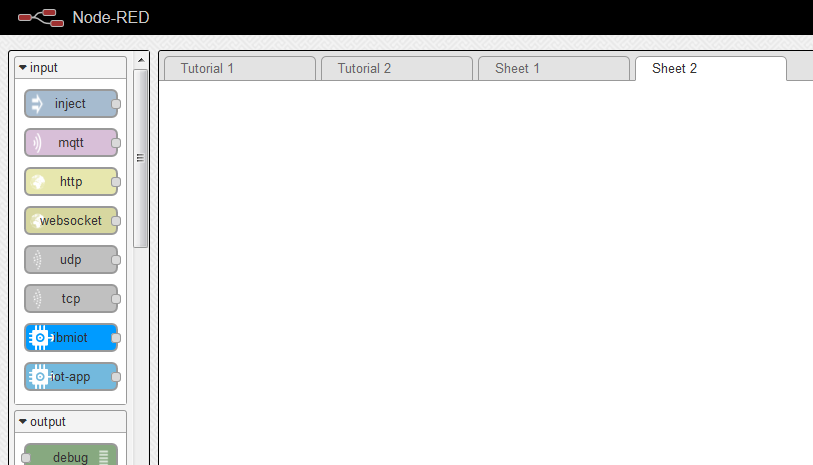 Node-RED
input
Tutorial 1
Tutorial 2
Sheet 1
Sheet 2
inject
mqtt
http
websocket
udp
tcp
ibmiot
iot-app
output
debug